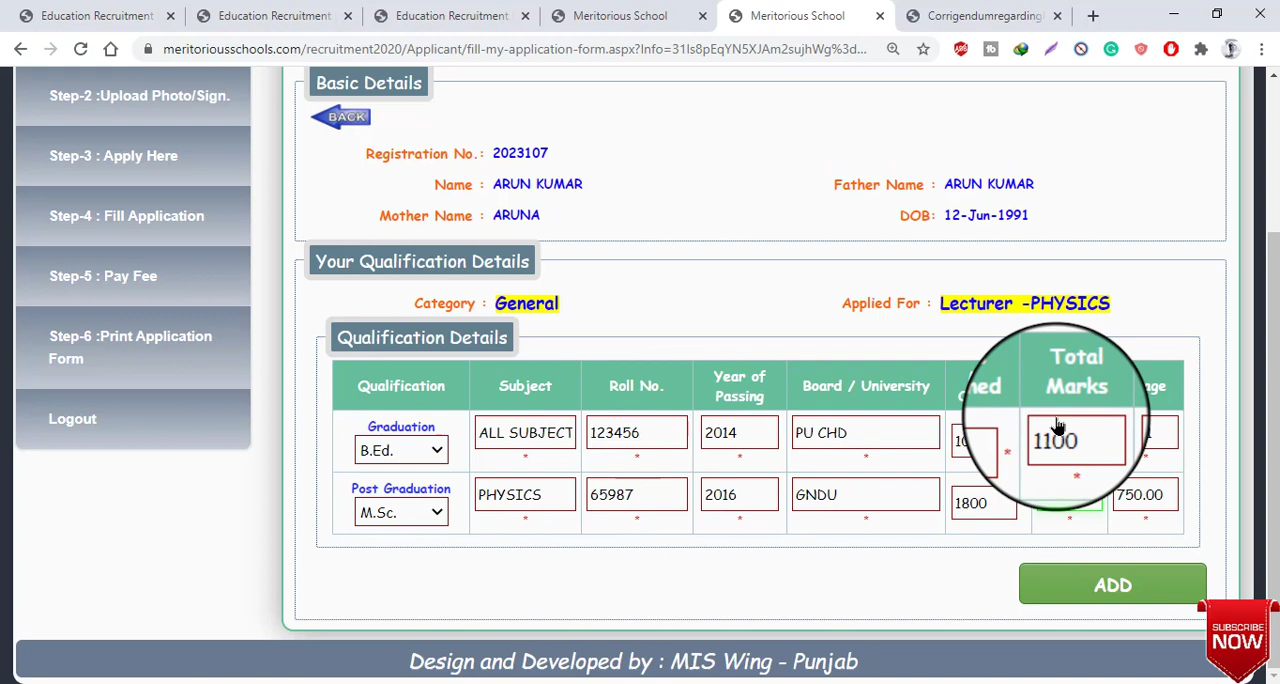 Education Recruitment
Education Recruitment
Education Recruitment
Meritorious School
Meritorious School
Corrigendumregarding
meritoriousschools.com/recruitment2020/Applicant/fill-my-application-form.aspx?Info=31Is8pEqYN5XJAm2sujhWg%3d...
Step-2 :Upload Photo/Sign.
Step-3 : Apply Here
Step-4 : Fill Application
Step-5 : Pay Fee
Step-6 :Print Application
Form
Logout
Basic Details
BACK
Registration No.: 2023107
Name : ARUN KUMAR
Father Name : ARUN KUMAR
Mother Name : ARUNA
DOB: 12-Jun-1991
Your Qualification Details
Category : General
Applied For : Lecturer -PHYSICS
Qualification Details
Qualification Subject Roll No. Year of Passing Board / University Total Marks
Graduation
B.Ed. ALL SUBJECT 123456 2014 PU CHD 1100
* * * * * *
Post Graduation
M.Sc. PHYSICS 65987 2016 GNDU 1800 750.00
* * * * * *
ADD
SUBSCRIBE
NOW
Design and Developed by : MIS Wing - Punjab